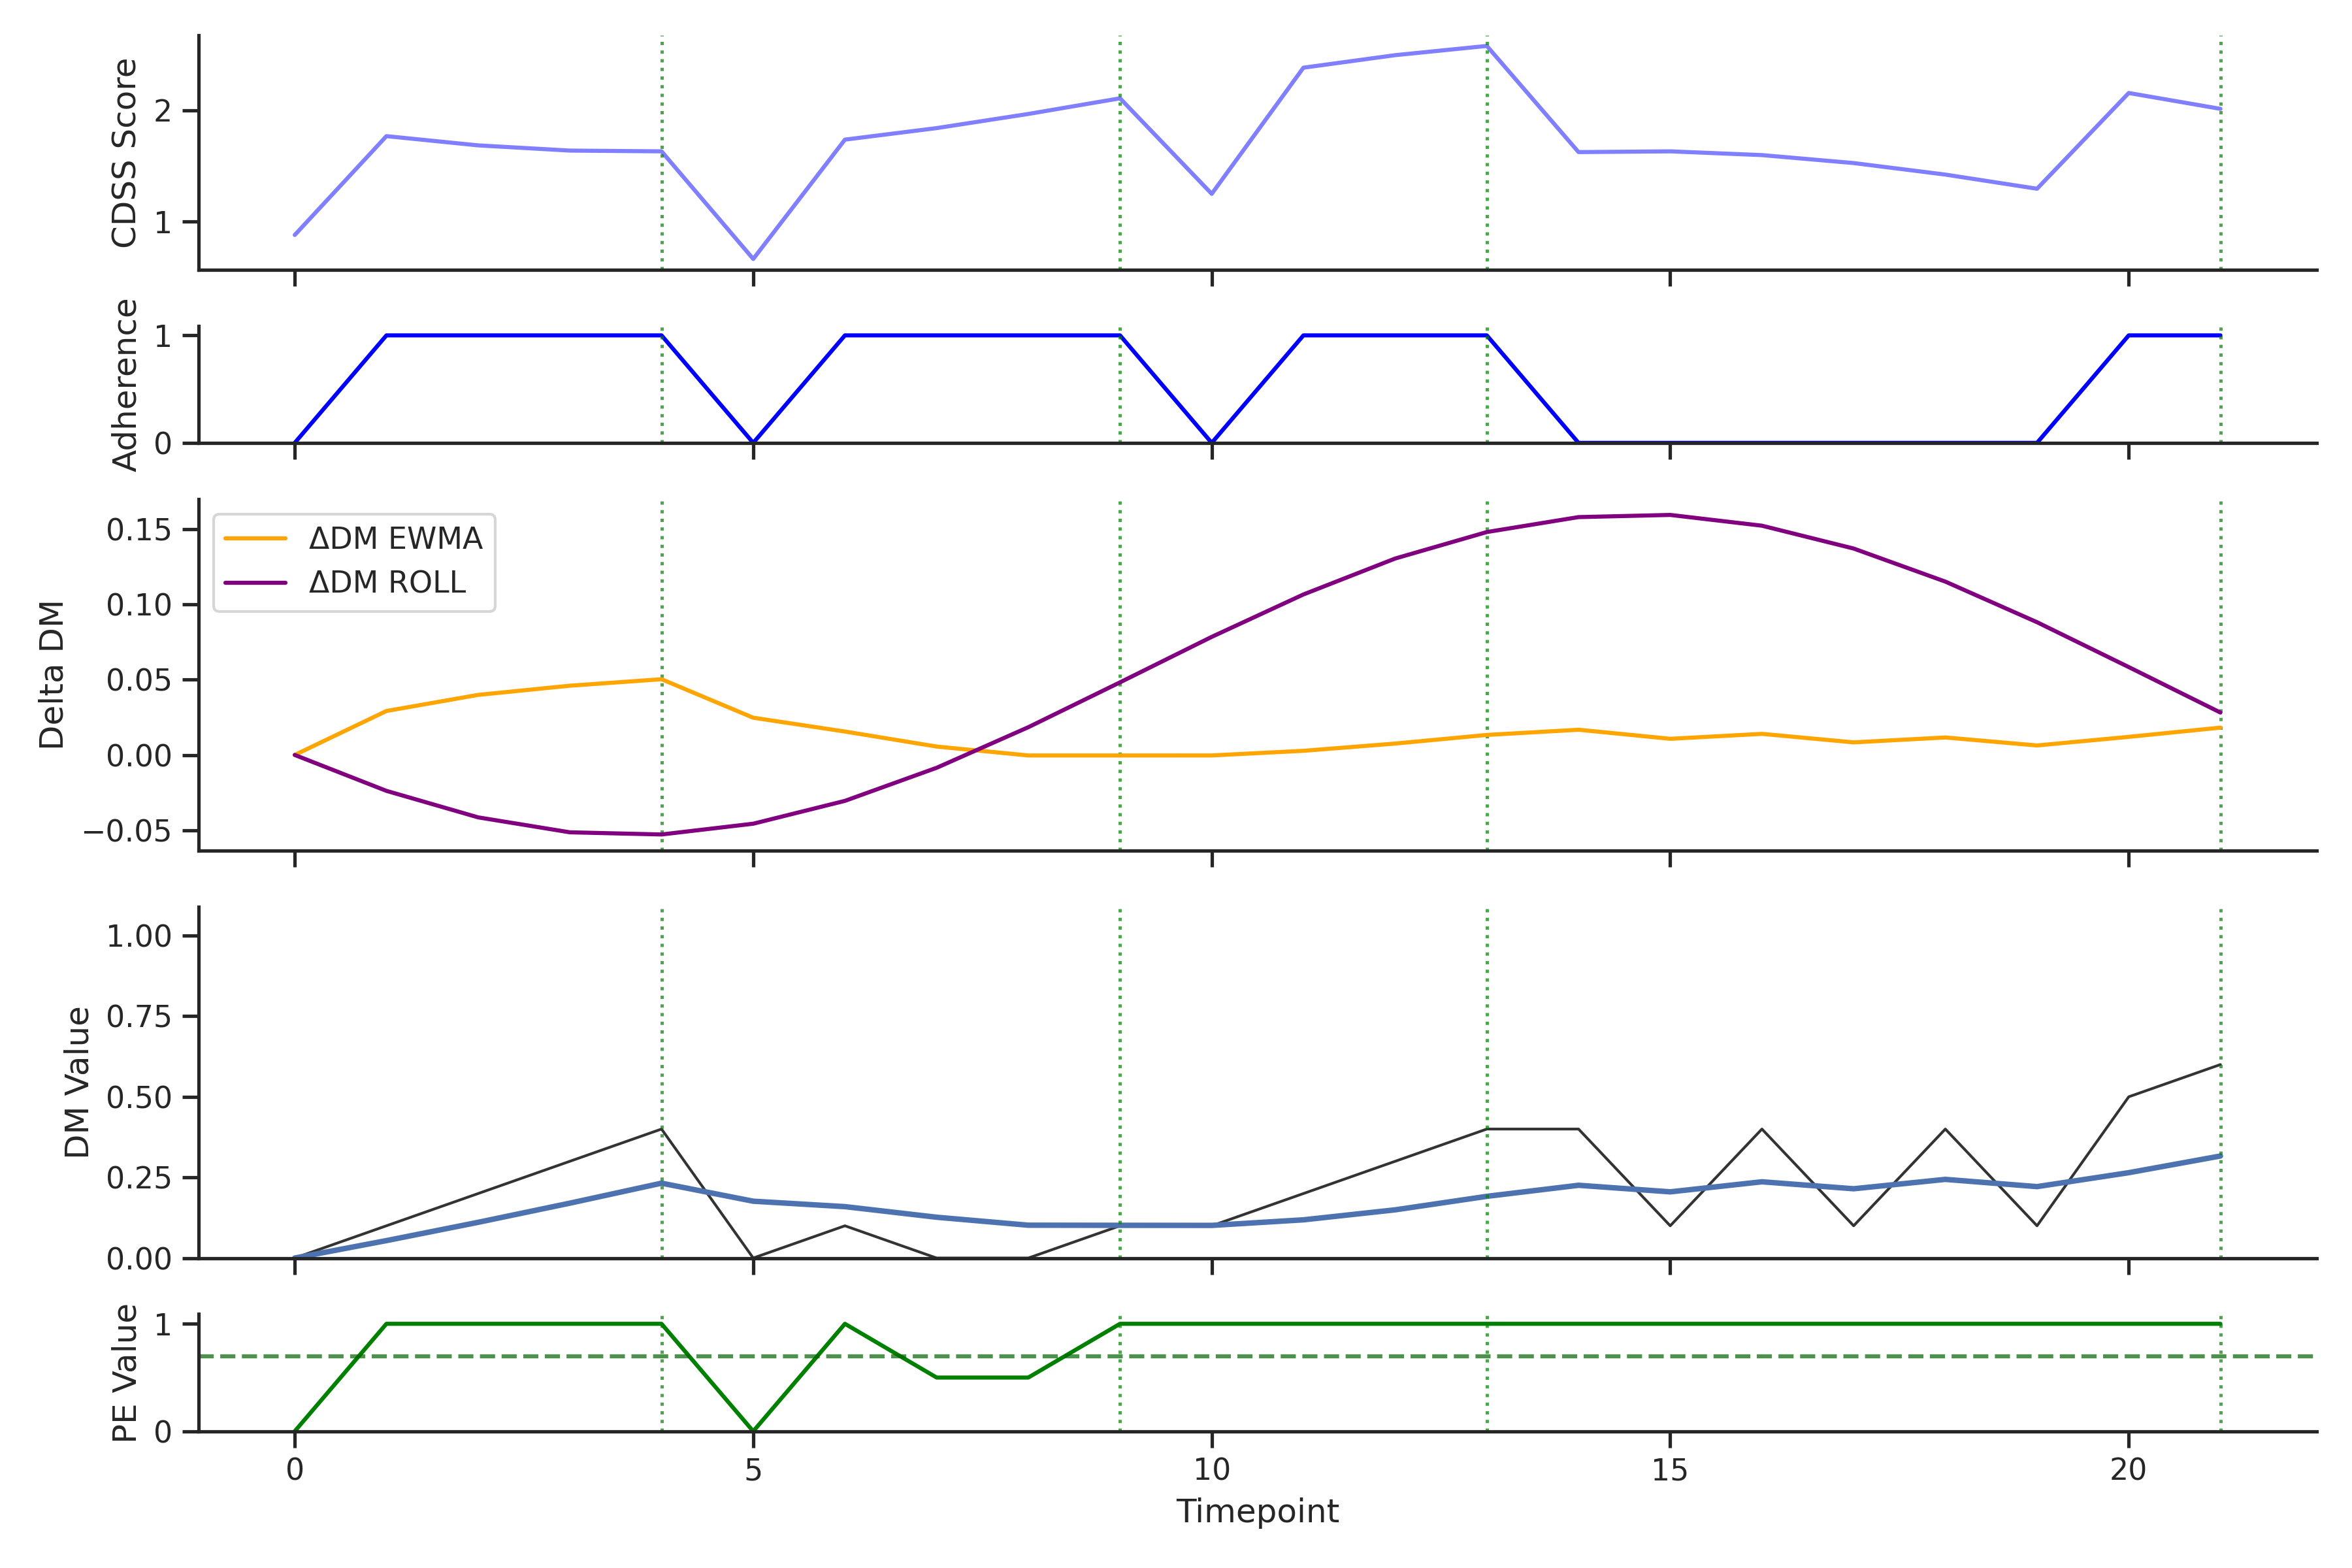 CDSS Score
2
1
Adherence
1
0
ΔDM EWMA
ΔDM ROLL
Delta DM
0.15
0.10
0.05
0.00
−0.05
DM Value
1.00
0.75
0.50
0.25
0.00
PE Value
1
0
0 5 10 15 20
Timepoint